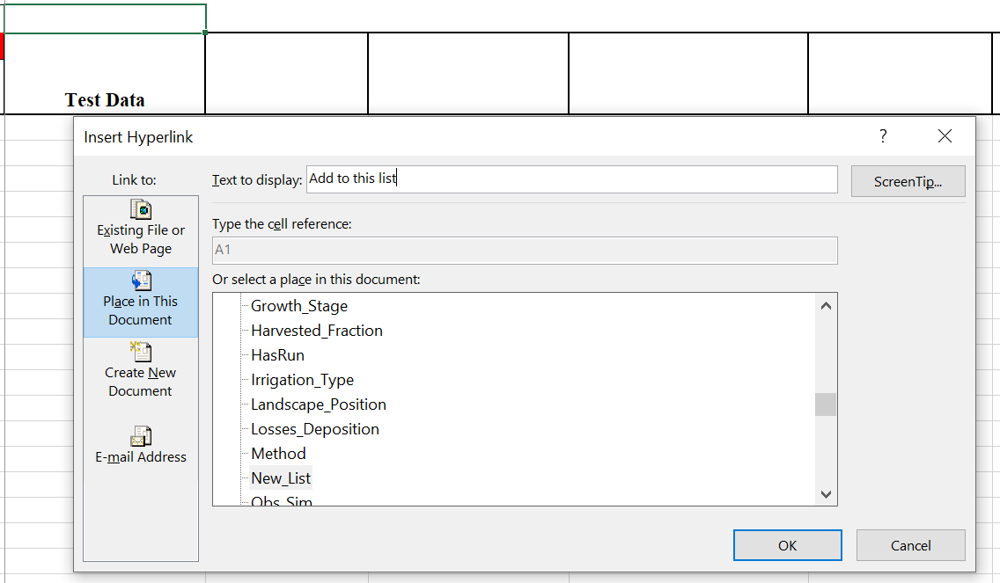 Test Data
Insert Hyperlink
?
Link to:
Text to display: Add to this list
ScreenTip...
Existing File or
Web Page
Place in This
Document
Create New
Document
E-mail Address
Type the cell reference:
A1
Or select a place in this document:
Growth_Stage
Harvested_Fraction
HasRun
Irrigation_Type
Landscape_Position
Losses_Deposition
Method
New_List
Obs_Sim
OK
Cancel